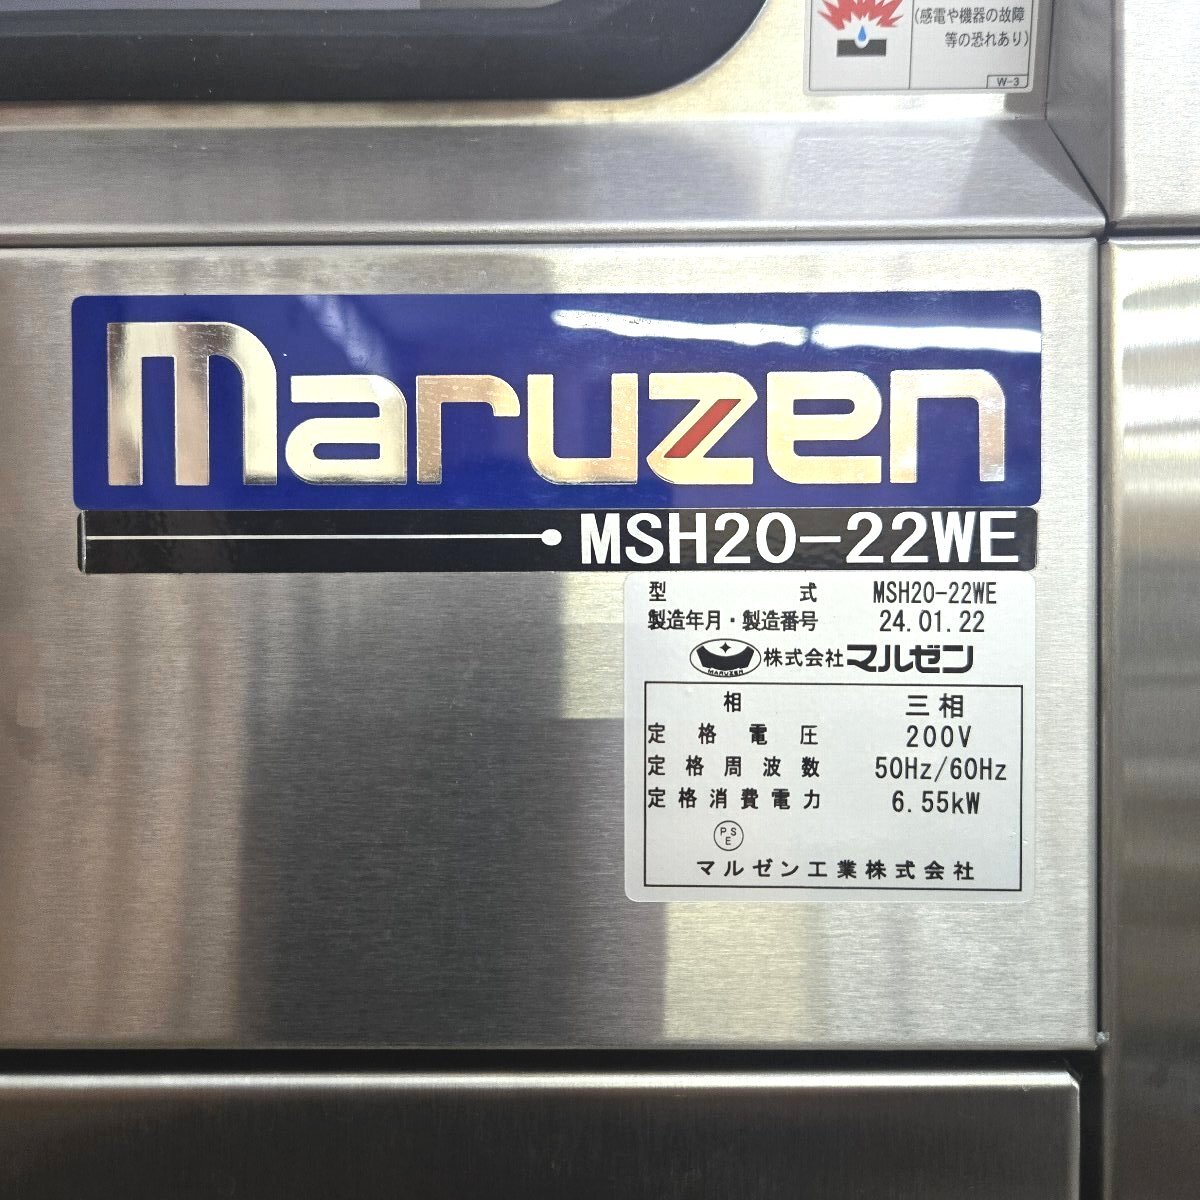 (感電や機器の故障
等の恐れあり)
W-3
maruzen
MSH20-22WE
型 式 MSH20-22WE
製造年月・製造番号 24.01.22
MARUZEN 株式会社マルゼン
相 三相
定格電圧 200V
定格周波数 50Hz/60Hz
定格消費電力 6.55kW
PSE
マルゼン工業株式会社